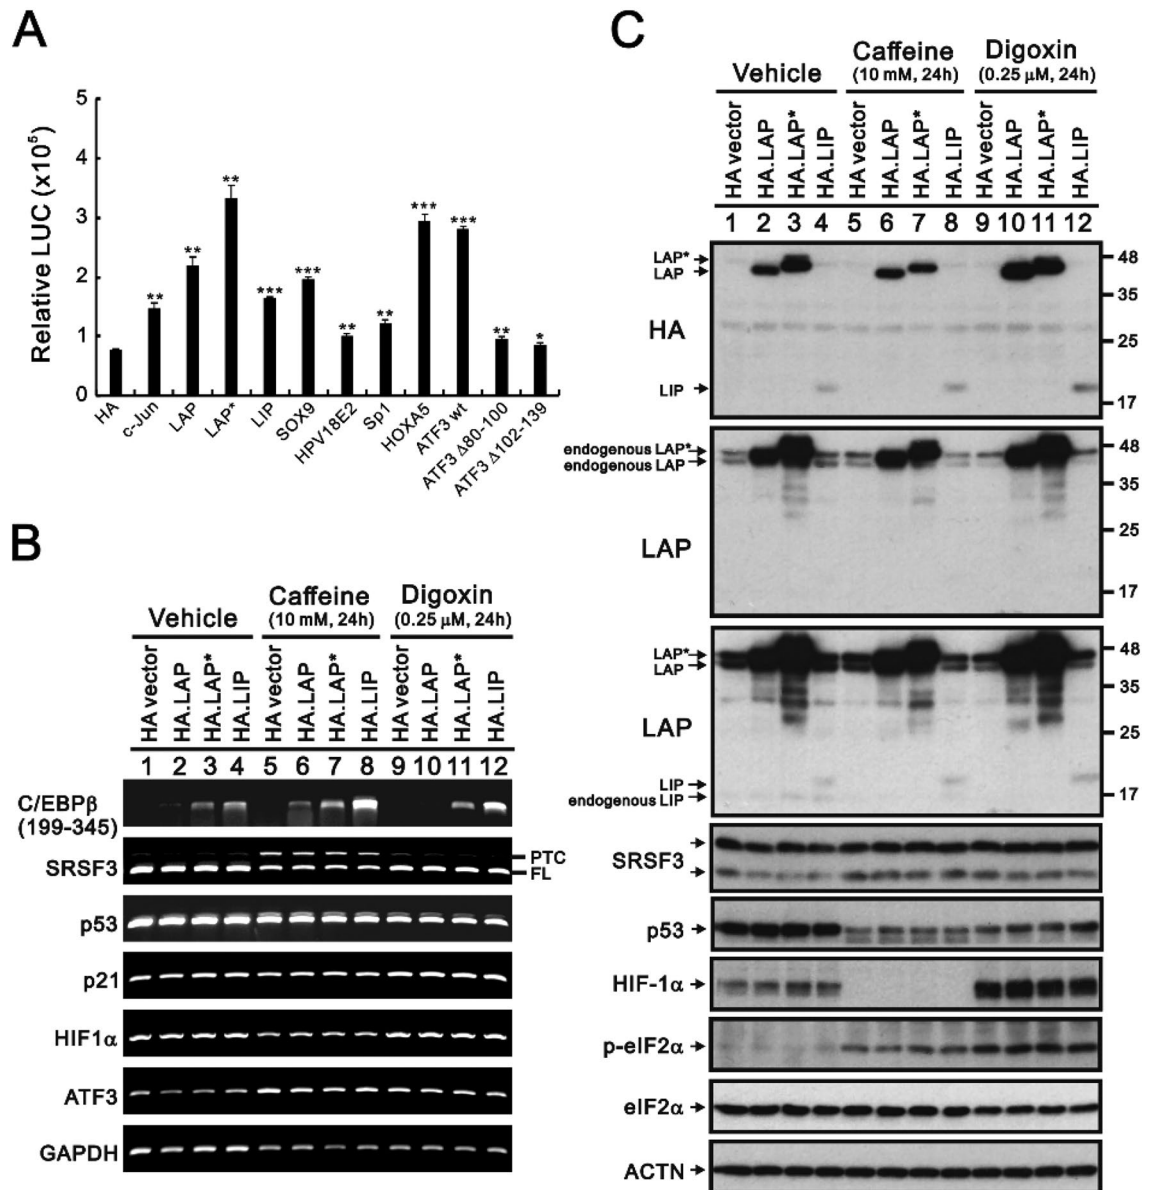 A
Relative LUC (x10⁵)
5
4
3
2
1
0
** ** ** *** *** ** ** *** *** ** *
HA
c-Jun
LAP
LAP*
LIP
SOX9
HPV18E2
Sp1
HOXA5
ATF3 wt
ATF3 Δ80-100
ATF3 Δ102-139
B
Vehicle
Caffeine
(10 mM, 24h)
Digoxin
(0.25 μM, 24h)
HA vector
HA.LAP
HA.LAP*
HA.LIP
HA vector
HA.LAP
HA.LAP*
HA.LIP
HA vector
HA.LAP
HA.LAP*
HA.LIP
1 2 3 4 5 6 7 8 9 10 11 12
C/EBPβ
(199-345)
SRSF3
PTC
FL
p53
p21
HIF1α
ATF3
GAPDH
C
Vehicle
Caffeine
(10 mM, 24h)
Digoxin
(0.25 μM, 24h)
HA vector
HA.LAP
HA.LAP*
HA.LIP
HA vector
HA.LAP
HA.LAP*
HA.LIP
HA vector
HA.LAP
HA.LAP*
HA.LIP
1 2 3 4 5 6 7 8 9 10 11 12
LAP*
LAP
HA
LIP
48
35
25
17
endogenous LAP*
endogenous LAP
LAP
48
35
25
17
LAP*
LAP
LAP
LIP
endogenous LIP
48
35
25
17
SRSF3
p53
HIF-1α
p-eIF2α
eIF2α
ACTN